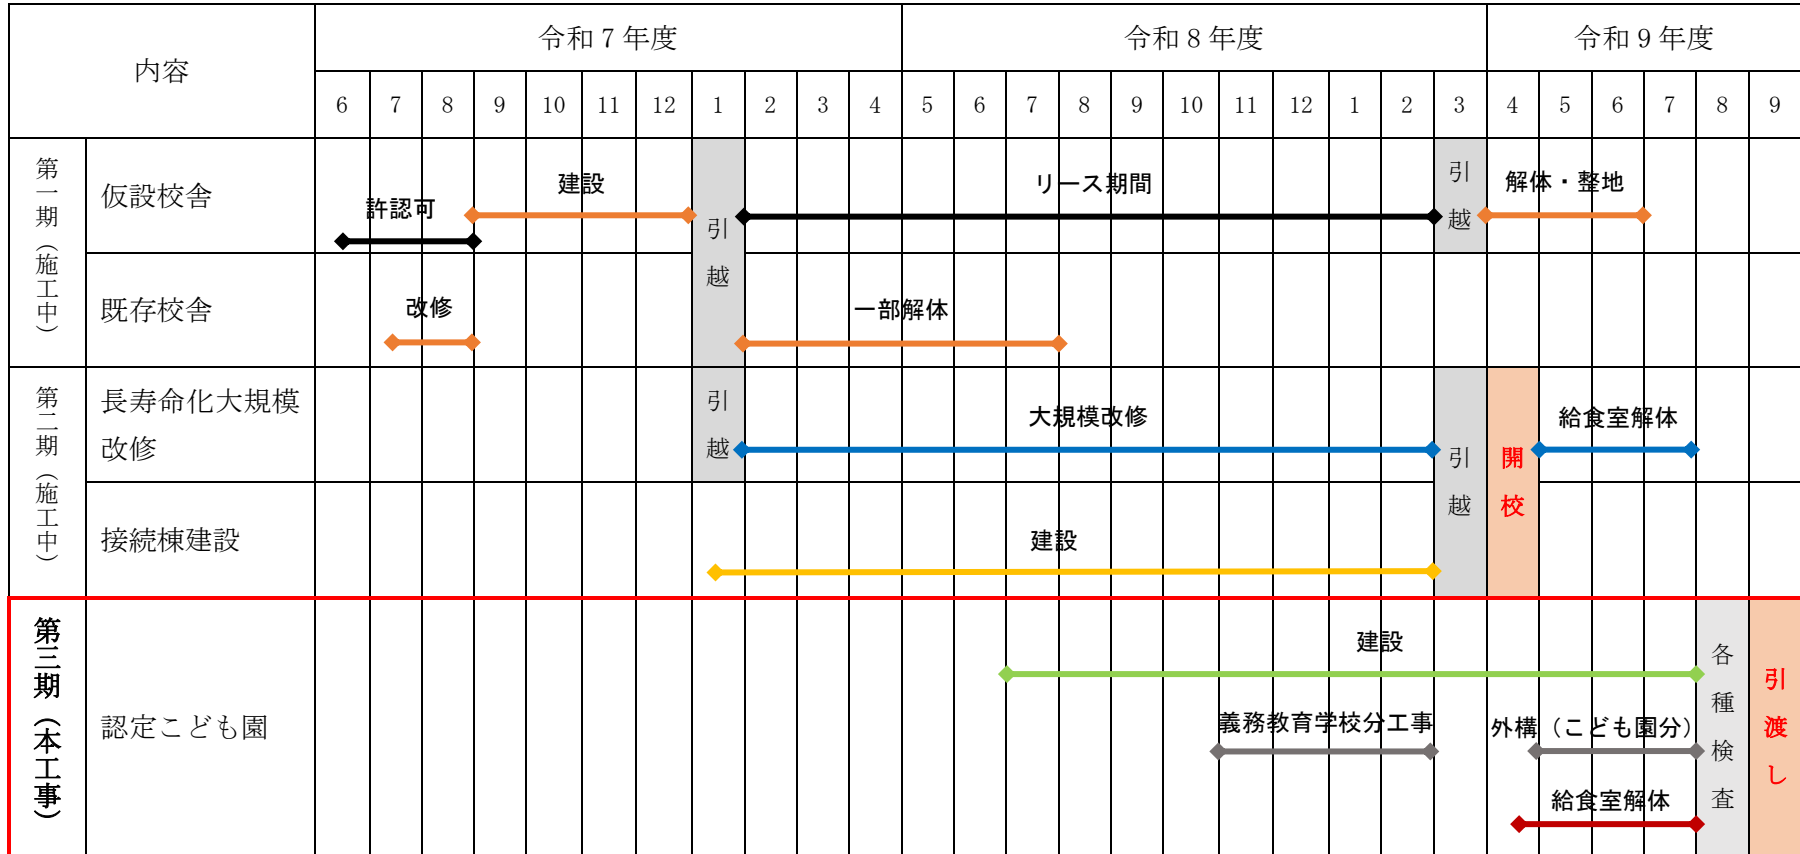 内容
令和7年度 令和8年度 令和9年度
6 7 8 9 10 11 12 1 2 3 4 5 6 7 8 9 10 11 12 1 2 3 4 5 6 7 8 9
第一期（施工中）
仮設校舎
許認可
建設
引越
リース期間
引越
解体・整地
既存校舎
改修
一部解体
第二期（施工中）
長寿命化大規模
改修
引越
大規模改修
引越
開校
給食室解体
接続棟建設
建設
第三期（本工事）
認定こども園
建設
義務教育学校分工事
外構（こども園分）
給食室解体
各種検査
引渡し